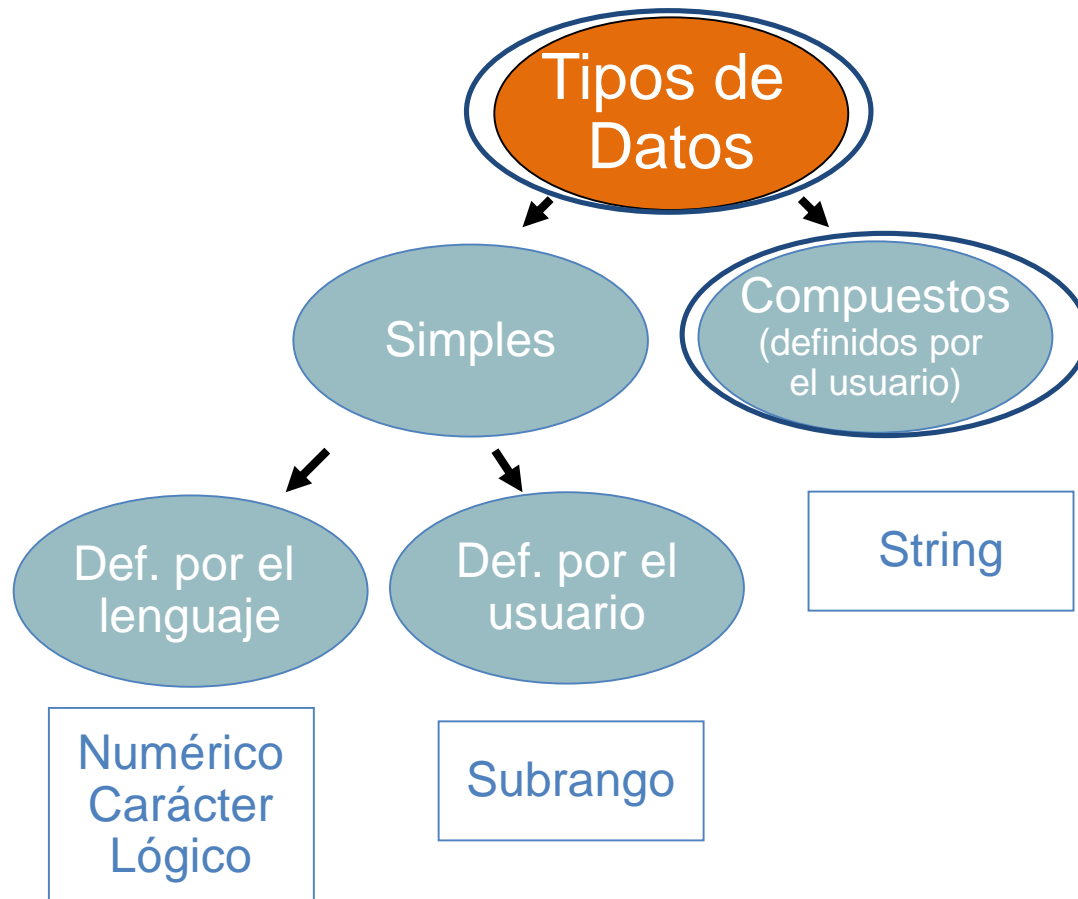 Tipos de
Datos
Simples
Compuestos
(definidos por
el usuario)
Def. por el
lenguaje
Def. por el
usuario
String
Numérico
Carácter
Lógico
Subrango